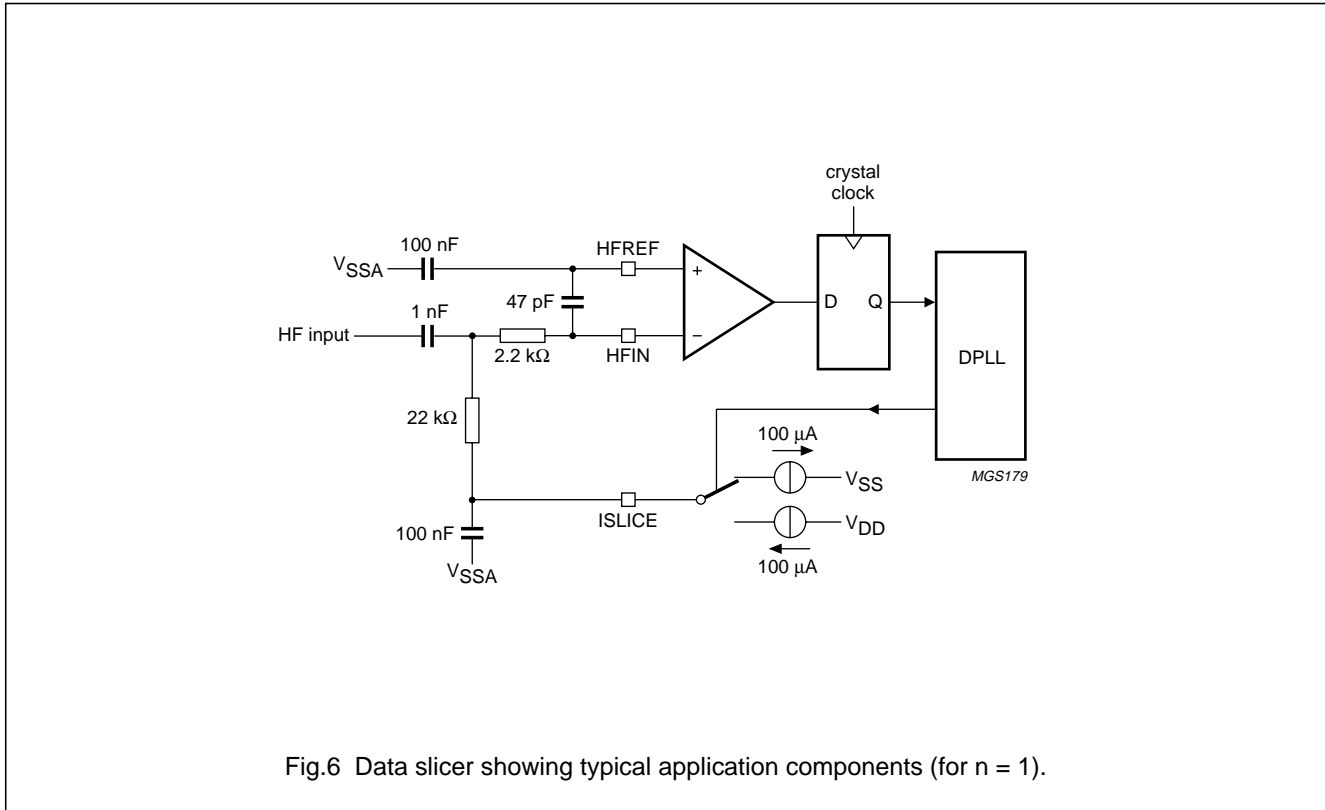 crystal
clock
100 nF
HFREF
VSSA
+
47 pF
D Q
1 nF
HF input
−
2.2 kΩ
HFIN
DPLL
22 kΩ
100 μA
MGS179
VSS
ISLICE
100 nF
VDD
100 μA
VSSA
Fig.6 Data slicer showing typical application components (for n = 1).